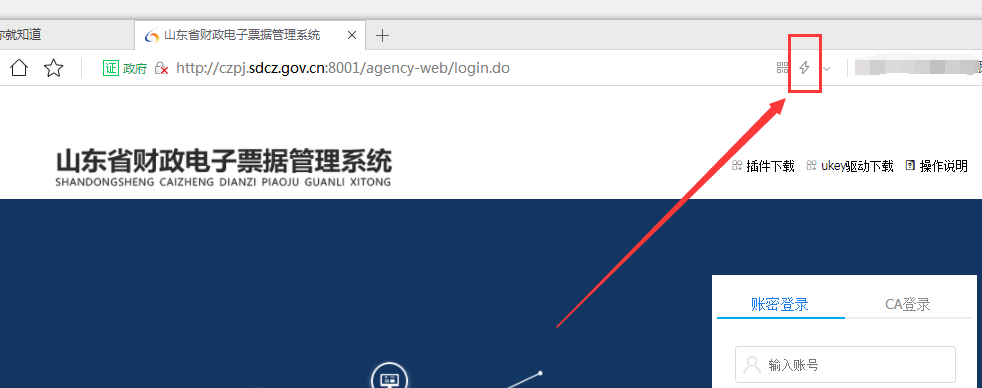 你就知道
山东省财政电子票据管理系统
证 政府 http://czpj.sdcz.gov.cn:8001/agency-web/login.do
山东省财政电子票据管理系统
SHANDONGSHENG CAIZHENG DIANZI PIAOJU GUANLI XITONG
插件下载 ukey驱动下载 操作说明
账密登录 CA登录
输入账号